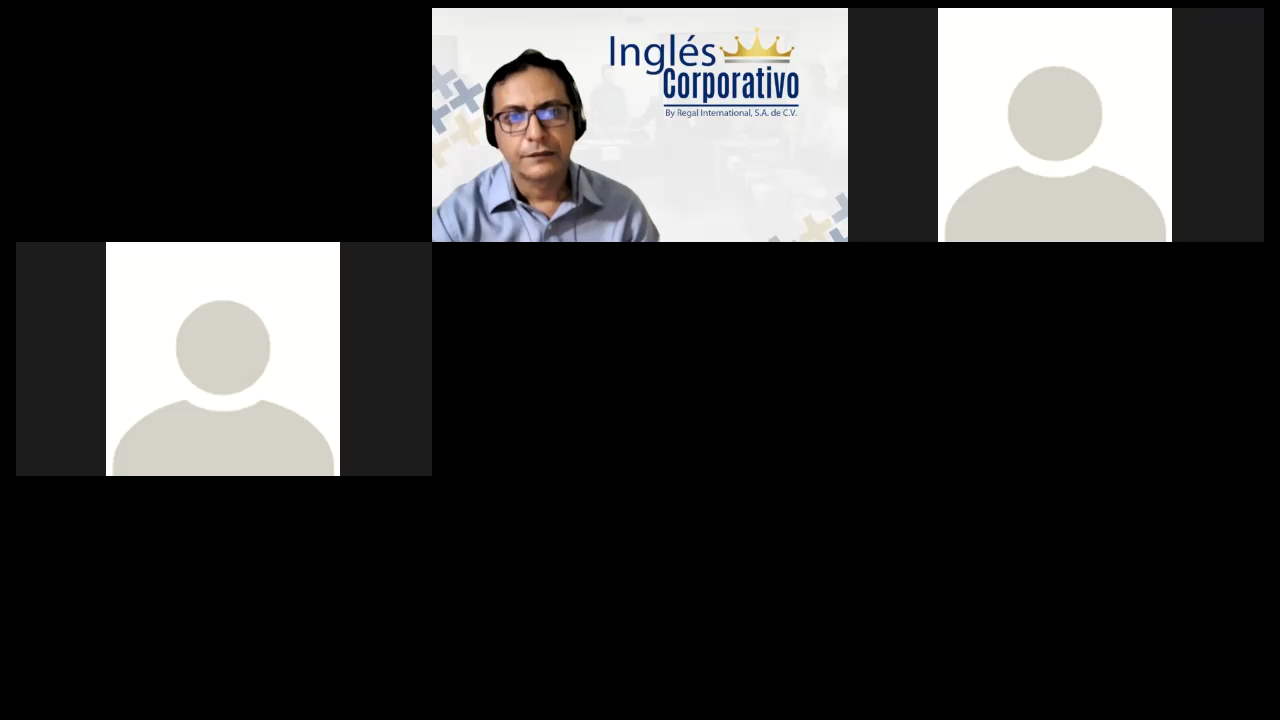 Inglés
Corporativo
By Regal International, S.A. de C.V.